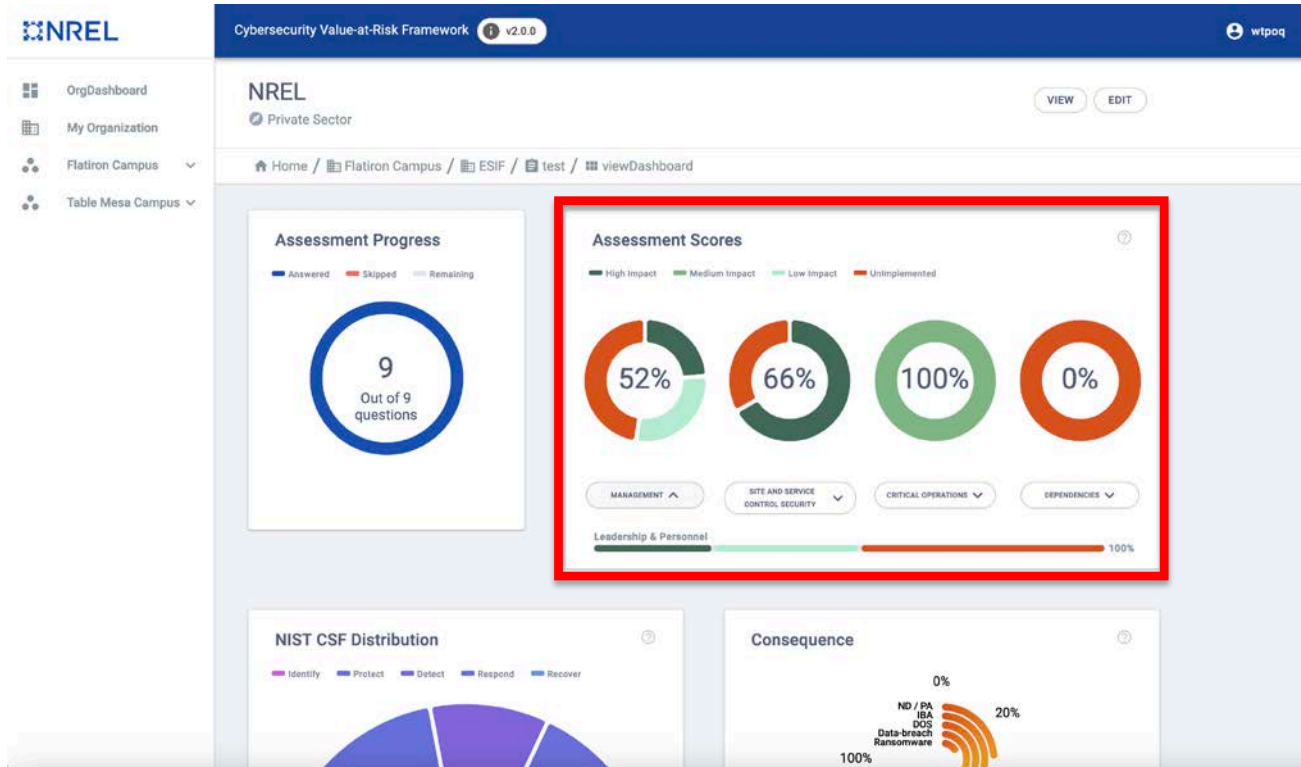 NREL
Cybersecurity Value-at-Risk Framework v2.0.0
wtpoq
OrgDashboard
My Organization
Flatiron Campus
Table Mesa Campus
NREL
Private Sector
VIEW EDIT
Home / Flatiron Campus / ESIF / test / viewDashboard
Assessment Progress
Answered Skipped Remaining
9
Out of 9
questions
Assessment Scores
High Impact Medium Impact Low Impact Unimplemented
52% 66% 100% 0%
MANAGEMENT
SITE AND SERVICE
CONTROL SECURITY
CRITICAL OPERATIONS
DEPENDENCIES
Leadership & Personnel
100%
NIST CSF Distribution
Identify Protect Detect Respond Recover
Consequence
0%
20%
ND / PA
IBA
DOS
Data-breach
Ransomware
100%